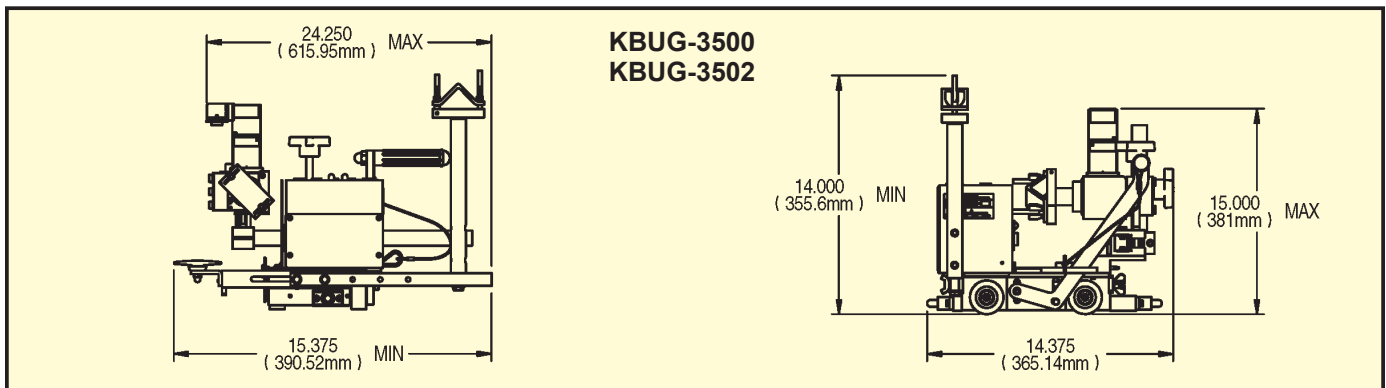 24.250
( 615.95mm ) MAX
KBUG-3500
KBUG-3502
14.000
( 355.6mm ) MIN
15.000
( 381mm ) MAX
15.375
( 390.52mm ) MIN
14.375
( 365.14mm )